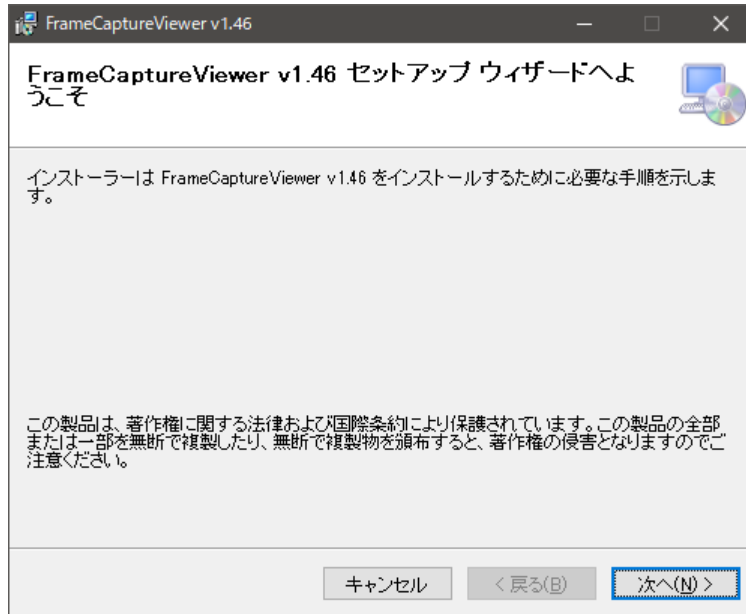 FrameCaptureViewer v1.46
FrameCaptureViewer v1.46 セットアップ ウィザードへよ
うこそ
インストーラーは FrameCaptureViewer v1.46 をインストールするために必要な手順を示しま
す。
この製品は、著作権に関する法律および国際条約により保護されています。この製品の全部
または一部を無断で複製したり、無断で複製物を頒布すると、著作権の侵害となりますのでご
注意ください。
キャンセル
< 戻る(B)
次へ(N) >